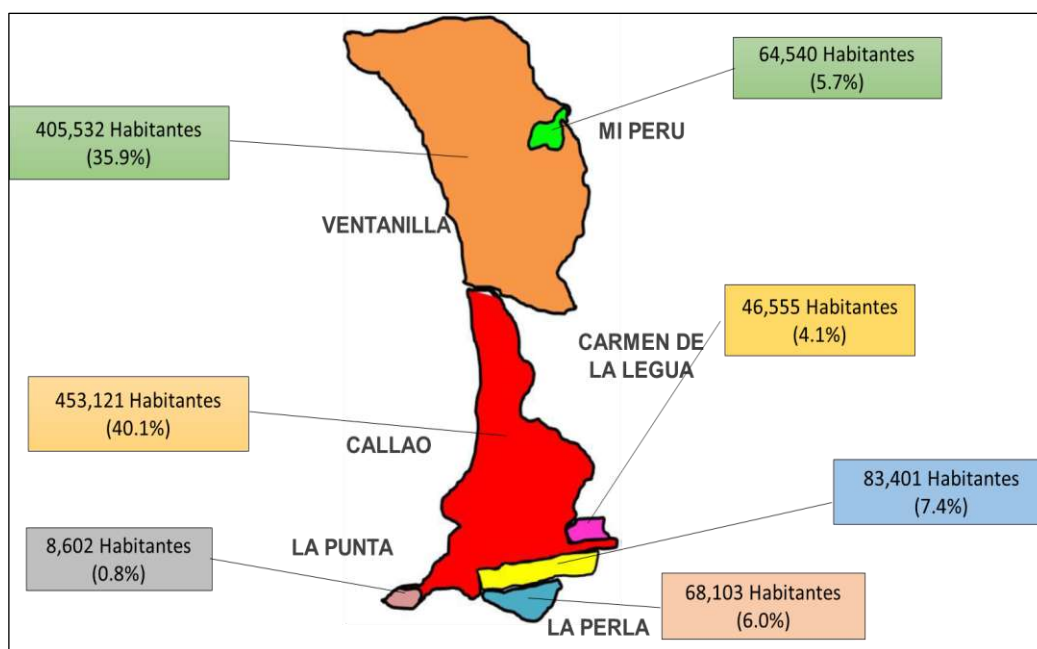 64,540 Habitantes
(5.7%)
MI PERU
405,532 Habitantes
(35.9%)
VENTANILLA
46,555 Habitantes
(4.1%)
CARMEN DE
LA LEGUA
453,121 Habitantes
(40.1%)
CALLAO
83,401 Habitantes
(7.4%)
8,602 Habitantes
(0.8%)
LA PUNTA
68,103 Habitantes
(6.0%)
LA PERLA